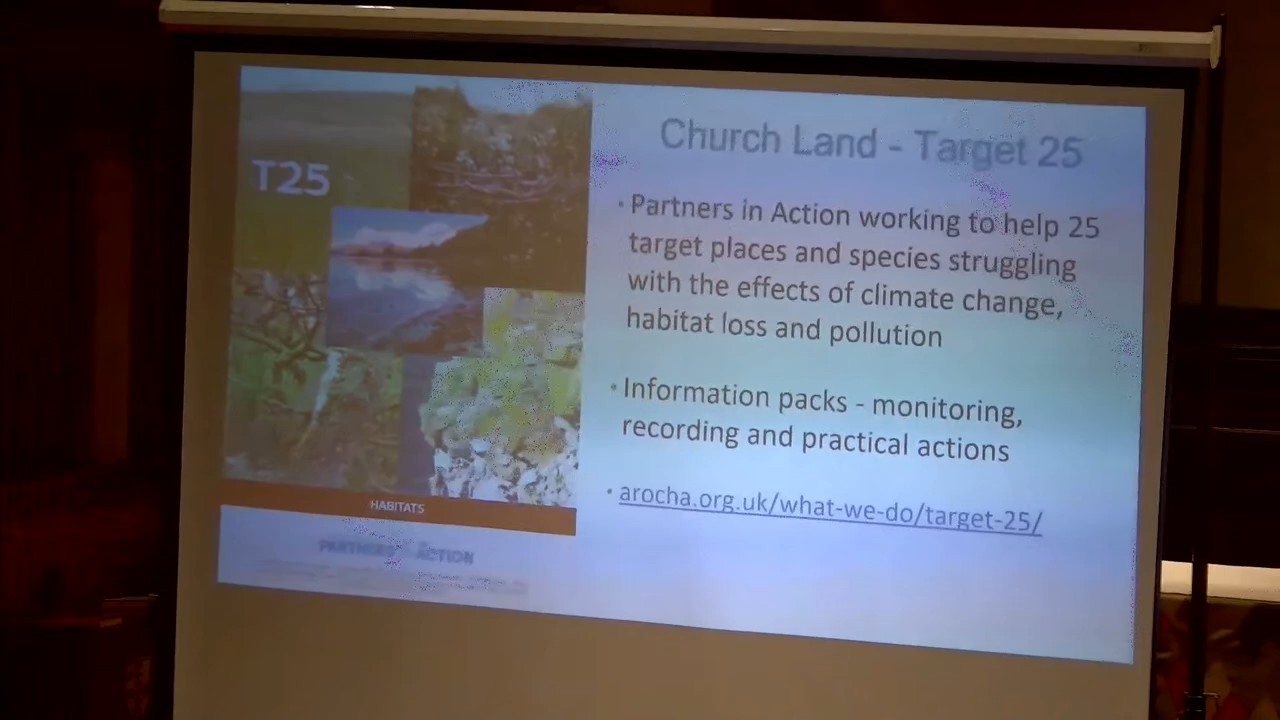 Church Land - Target 25
T25
• Partners in Action working to help 25
target places and species struggling
with the effects of climate change,
habitat loss and pollution
• Information packs - monitoring,
recording and practical actions
• arocha.org.uk/what-we-do/target-25/
HABITATS
PARTNERS ACTION